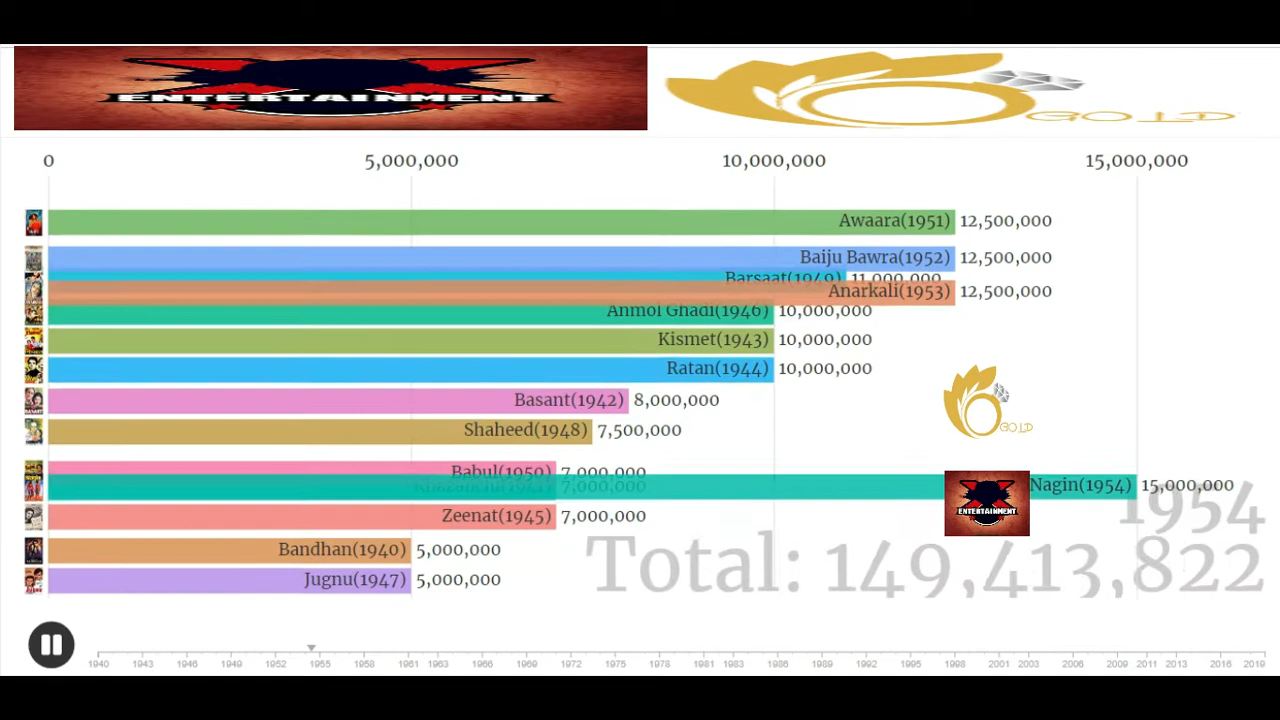 ENTERTAINMENT
GOLD
0 5,000,000 10,000,000 15,000,000
Awaara(1951) 12,500,000
Baiju Bawra(1952) 12,500,000
Barsaat(1949) 11,000,000
Anarkali(1953) 12,500,000
Anmol Ghadi(1946) 10,000,000
Kismet(1943) 10,000,000
Ratan(1944) 10,000,000
Basant(1942) 8,000,000
GOLD
Shaheed(1948) 7,500,000
Babul(1950) 7,000,000
Khazanchi(1941) 7,000,000
Nagin(1954) 15,000,000
ENTERTAINMENT
Zeenat(1945) 7,000,000
1954
Bandhan(1940) 5,000,000
Total: 149,413,822
Jugnu(1947) 5,000,000
1940 1943 1946 1949 1952 1955 1958 1961 1963 1966 1969 1972 1975 1978 1981 1983 1986 1989 1992 1995 1998 2001 2003 2006 2009 2011 2013 2016 2019